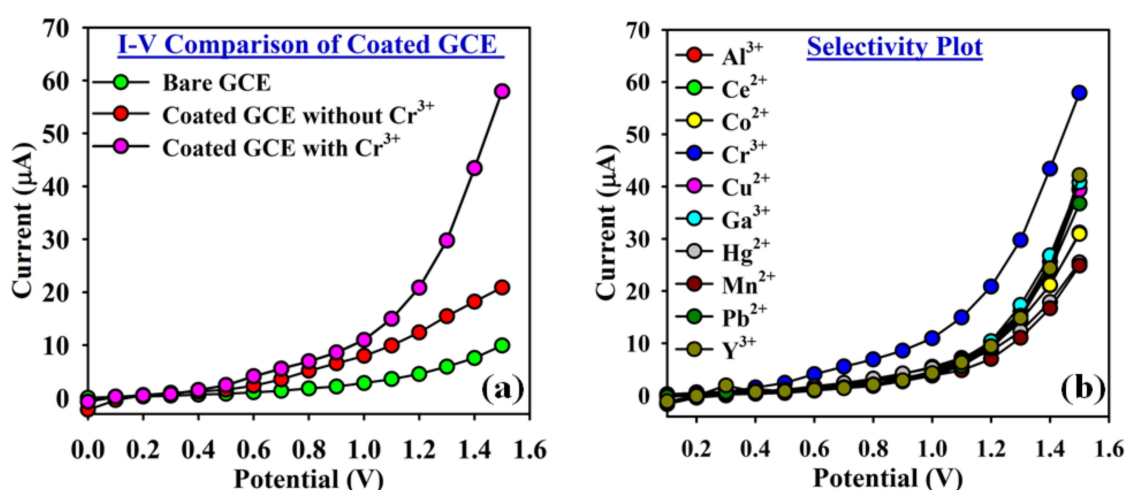 I-V Comparison of Coated GCE
Bare GCE
Coated GCE without Cr³⁺
Coated GCE with Cr³⁺
Current (μA)
70
60
50
40
30
20
10
0
0.0 0.2 0.4 0.6 0.8 1.0 1.2 1.4 1.6
Potential (V)
(a)
Selectivity Plot
Al³⁺
Ce²⁺
Co²⁺
Cr³⁺
Cu²⁺
Ga³⁺
Hg²⁺
Mn²⁺
Pb²⁺
Y³⁺
Current (μA)
70
60
50
40
30
20
10
0
0.2 0.4 0.6 0.8 1.0 1.2 1.4 1.6
Potential (V)
(b)